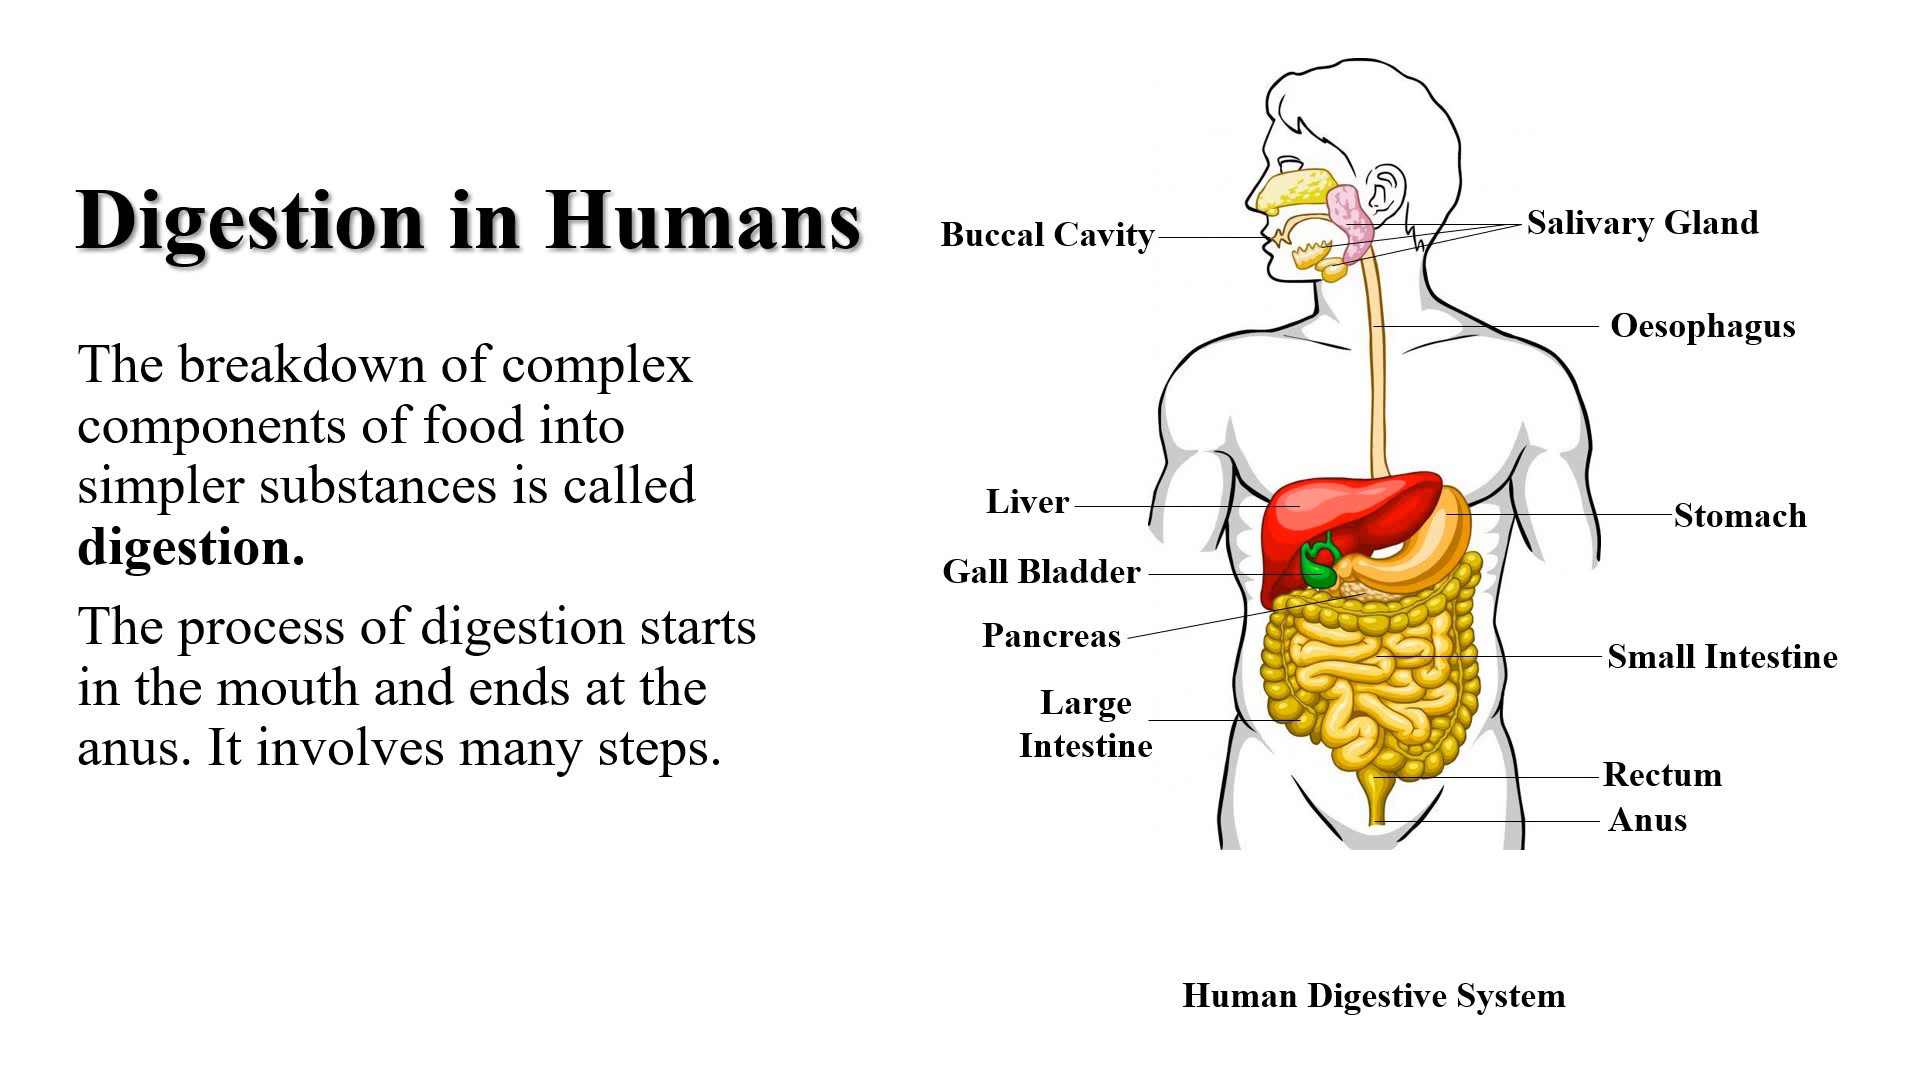 Digestion in Humans
The breakdown of complex
components of food into
simpler substances is called
digestion.
The process of digestion starts
in the mouth and ends at the
anus. It involves many steps.
Buccal Cavity
Salivary Gland
Oesophagus
Liver
Stomach
Gall Bladder
Pancreas
Small Intestine
Large
Intestine
Rectum
Anus
Human Digestive System